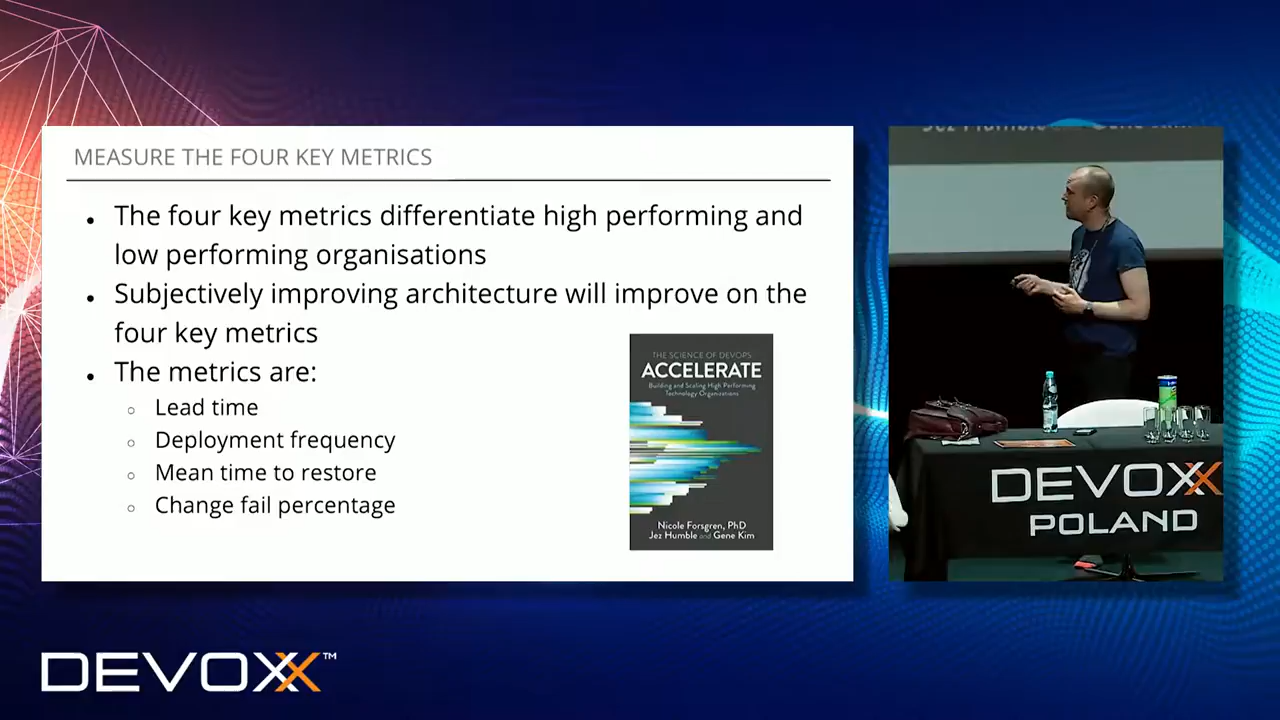 MEASURE THE FOUR KEY METRICS
• The four key metrics differentiate high performing and
low performing organisations
• Subjectively improving architecture will improve on the
four key metrics
• The metrics are:
○ Lead time
○ Deployment frequency
○ Mean time to restore
○ Change fail percentage
THE SCIENCE OF DEVOPS
ACCELERATE
Building and Scaling High Performing
Technology Organizations
Nicole Forsgren, PhD
Jez Humble and Gene Kim
DEVOXX
POLAND
DEVOXX™